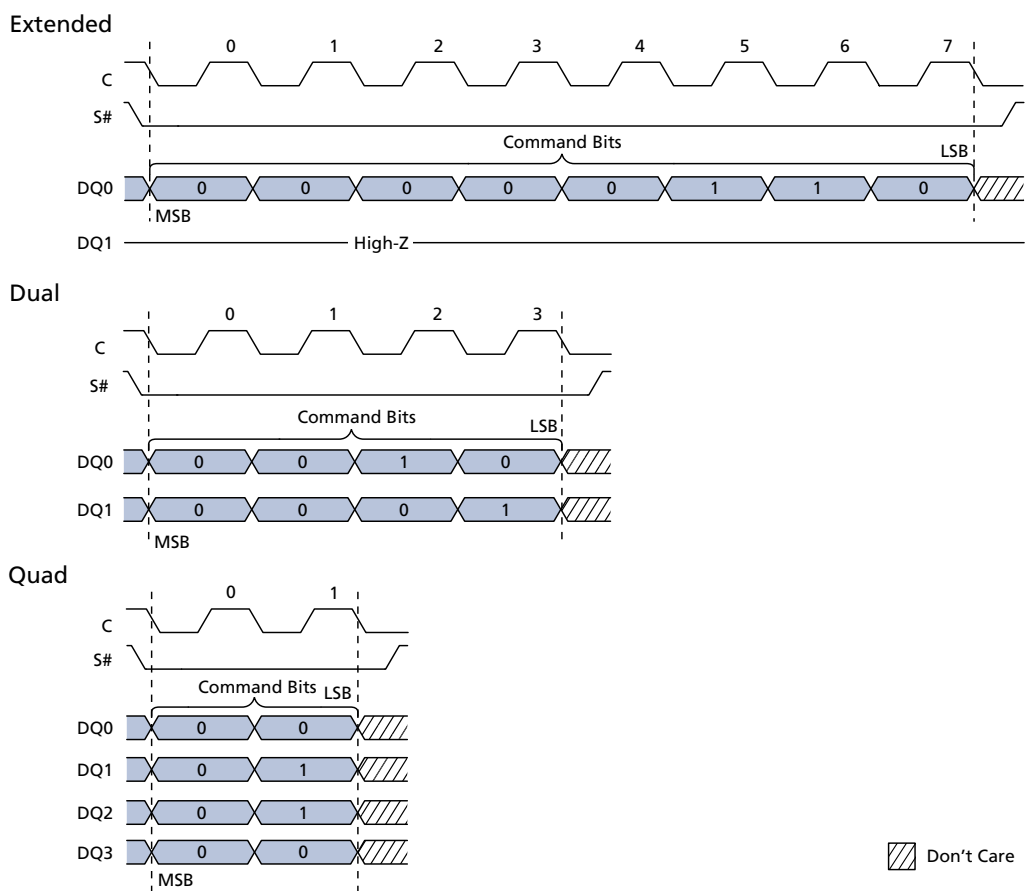 Extended
0 1 2 3 4 5 6 7
C
S#
Command Bits
LSB
DQ0 0 0 0 0 0 1 1 0
MSB
DQ1 High-Z
Dual
0 1 2 3
C
S#
Command Bits
LSB
DQ0 0 0 1 0
DQ1 0 0 0 1
MSB
Quad
0 1
C
S#
Command Bits LSB
DQ0 0 0
DQ1 0 1
DQ2 0 1
DQ3 0 0
Don't Care
MSB